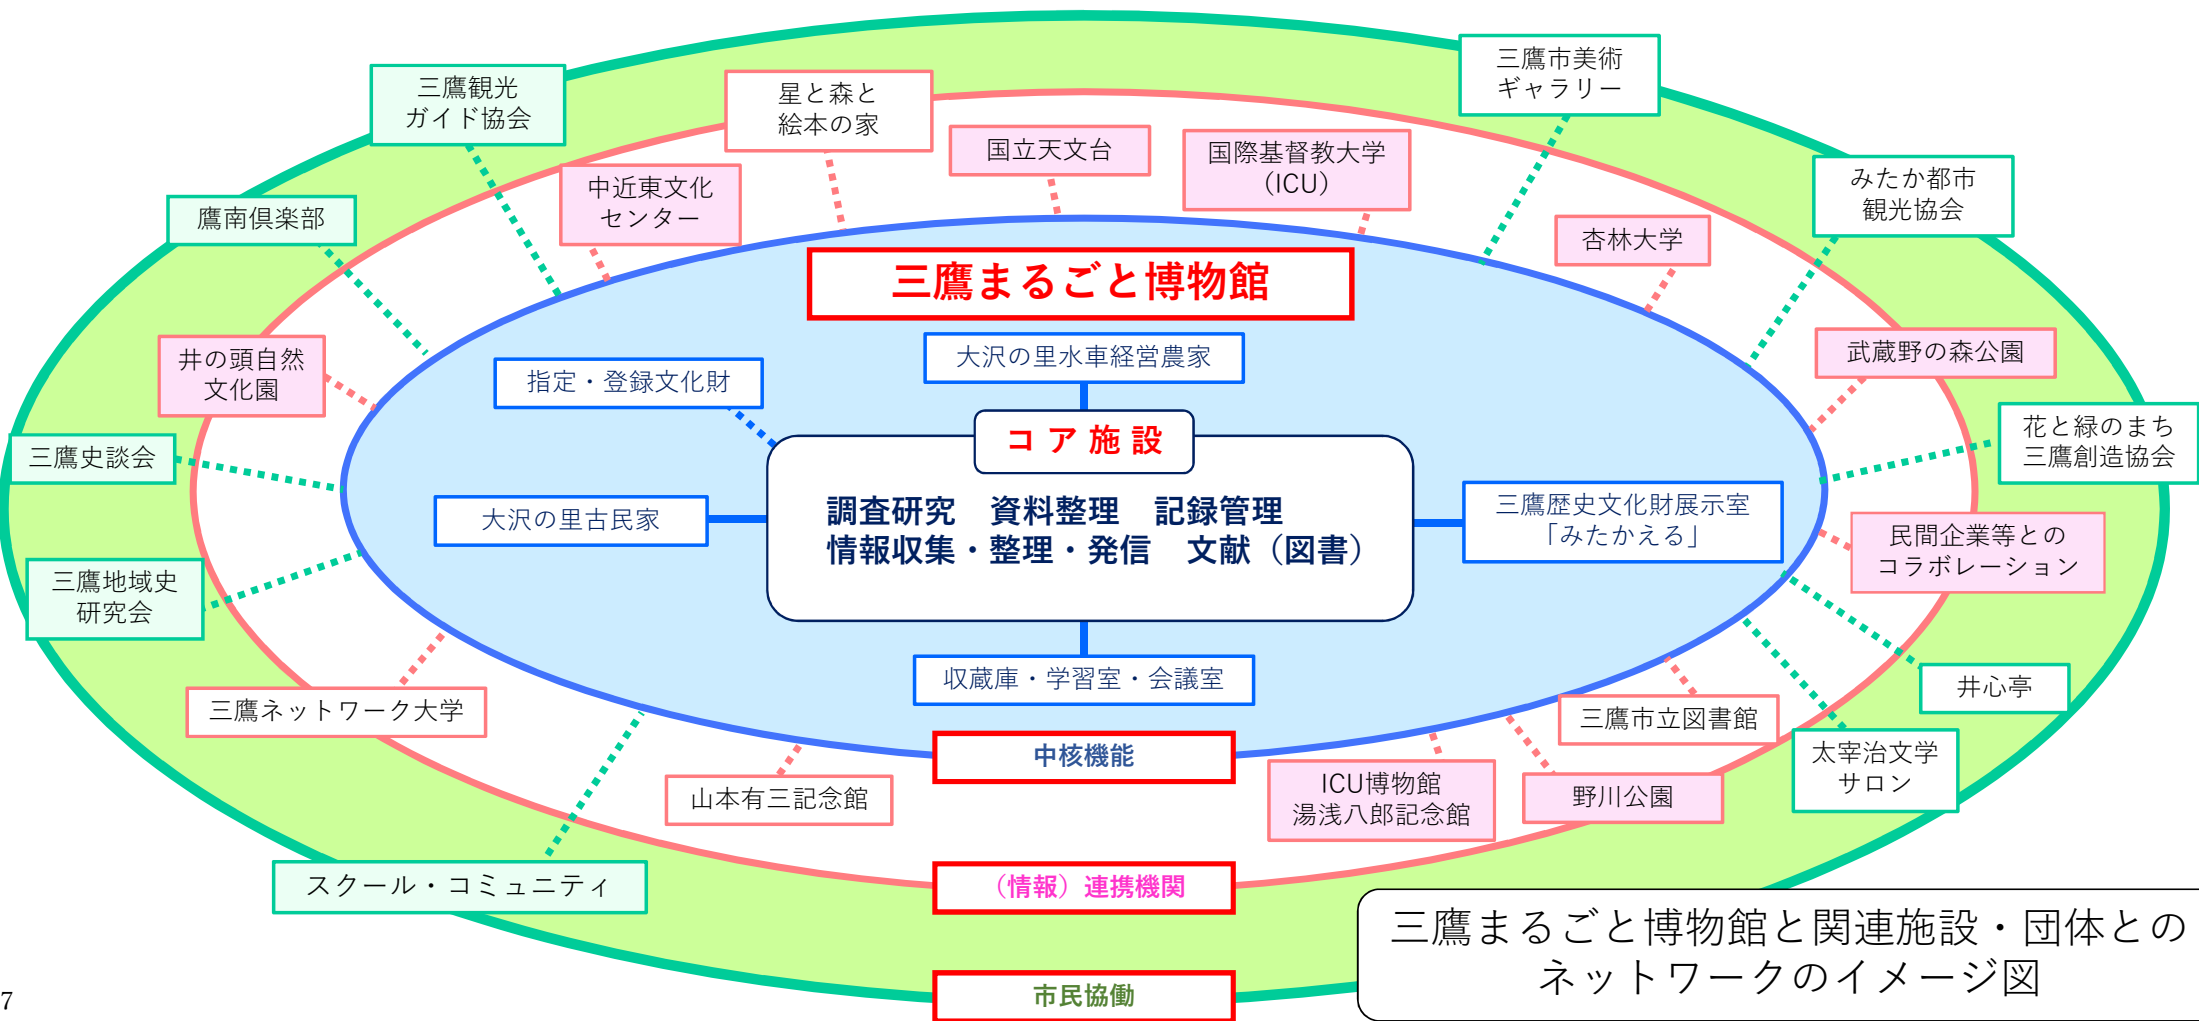 三鷹市美術
ギャラリー
三鷹観光
ガイド協会
星と森と
絵本の家
国立天文台
国際基督教大学
（ICU）
中近東文化
センター
みたか都市
観光協会
鷹南倶楽部
杏林大学
三鷹まるごと博物館
井の頭自然
文化園
指定・登録文化財
大沢の里水車経営農家
武蔵野の森公園
三鷹史談会
コア施設
花と緑のまち
三鷹創造協会
大沢の里古民家
調査研究　資料整理　記録管理
情報収集・整理・発信　文献（図書）
三鷹歴史文化財展示室
「みたかえる」
民間企業等との
コラボレーション
三鷹地域史
研究会
収蔵庫・学習室・会議室
井心亭
三鷹ネットワーク大学
三鷹市立図書館
中核機能
太宰治文学
サロン
山本有三記念館
ICU博物館
湯浅八郎記念館
野川公園
スクール・コミュニティ
（情報）連携機関
三鷹まるごと博物館と関連施設・団体との
ネットワークのイメージ図
市民協働
7